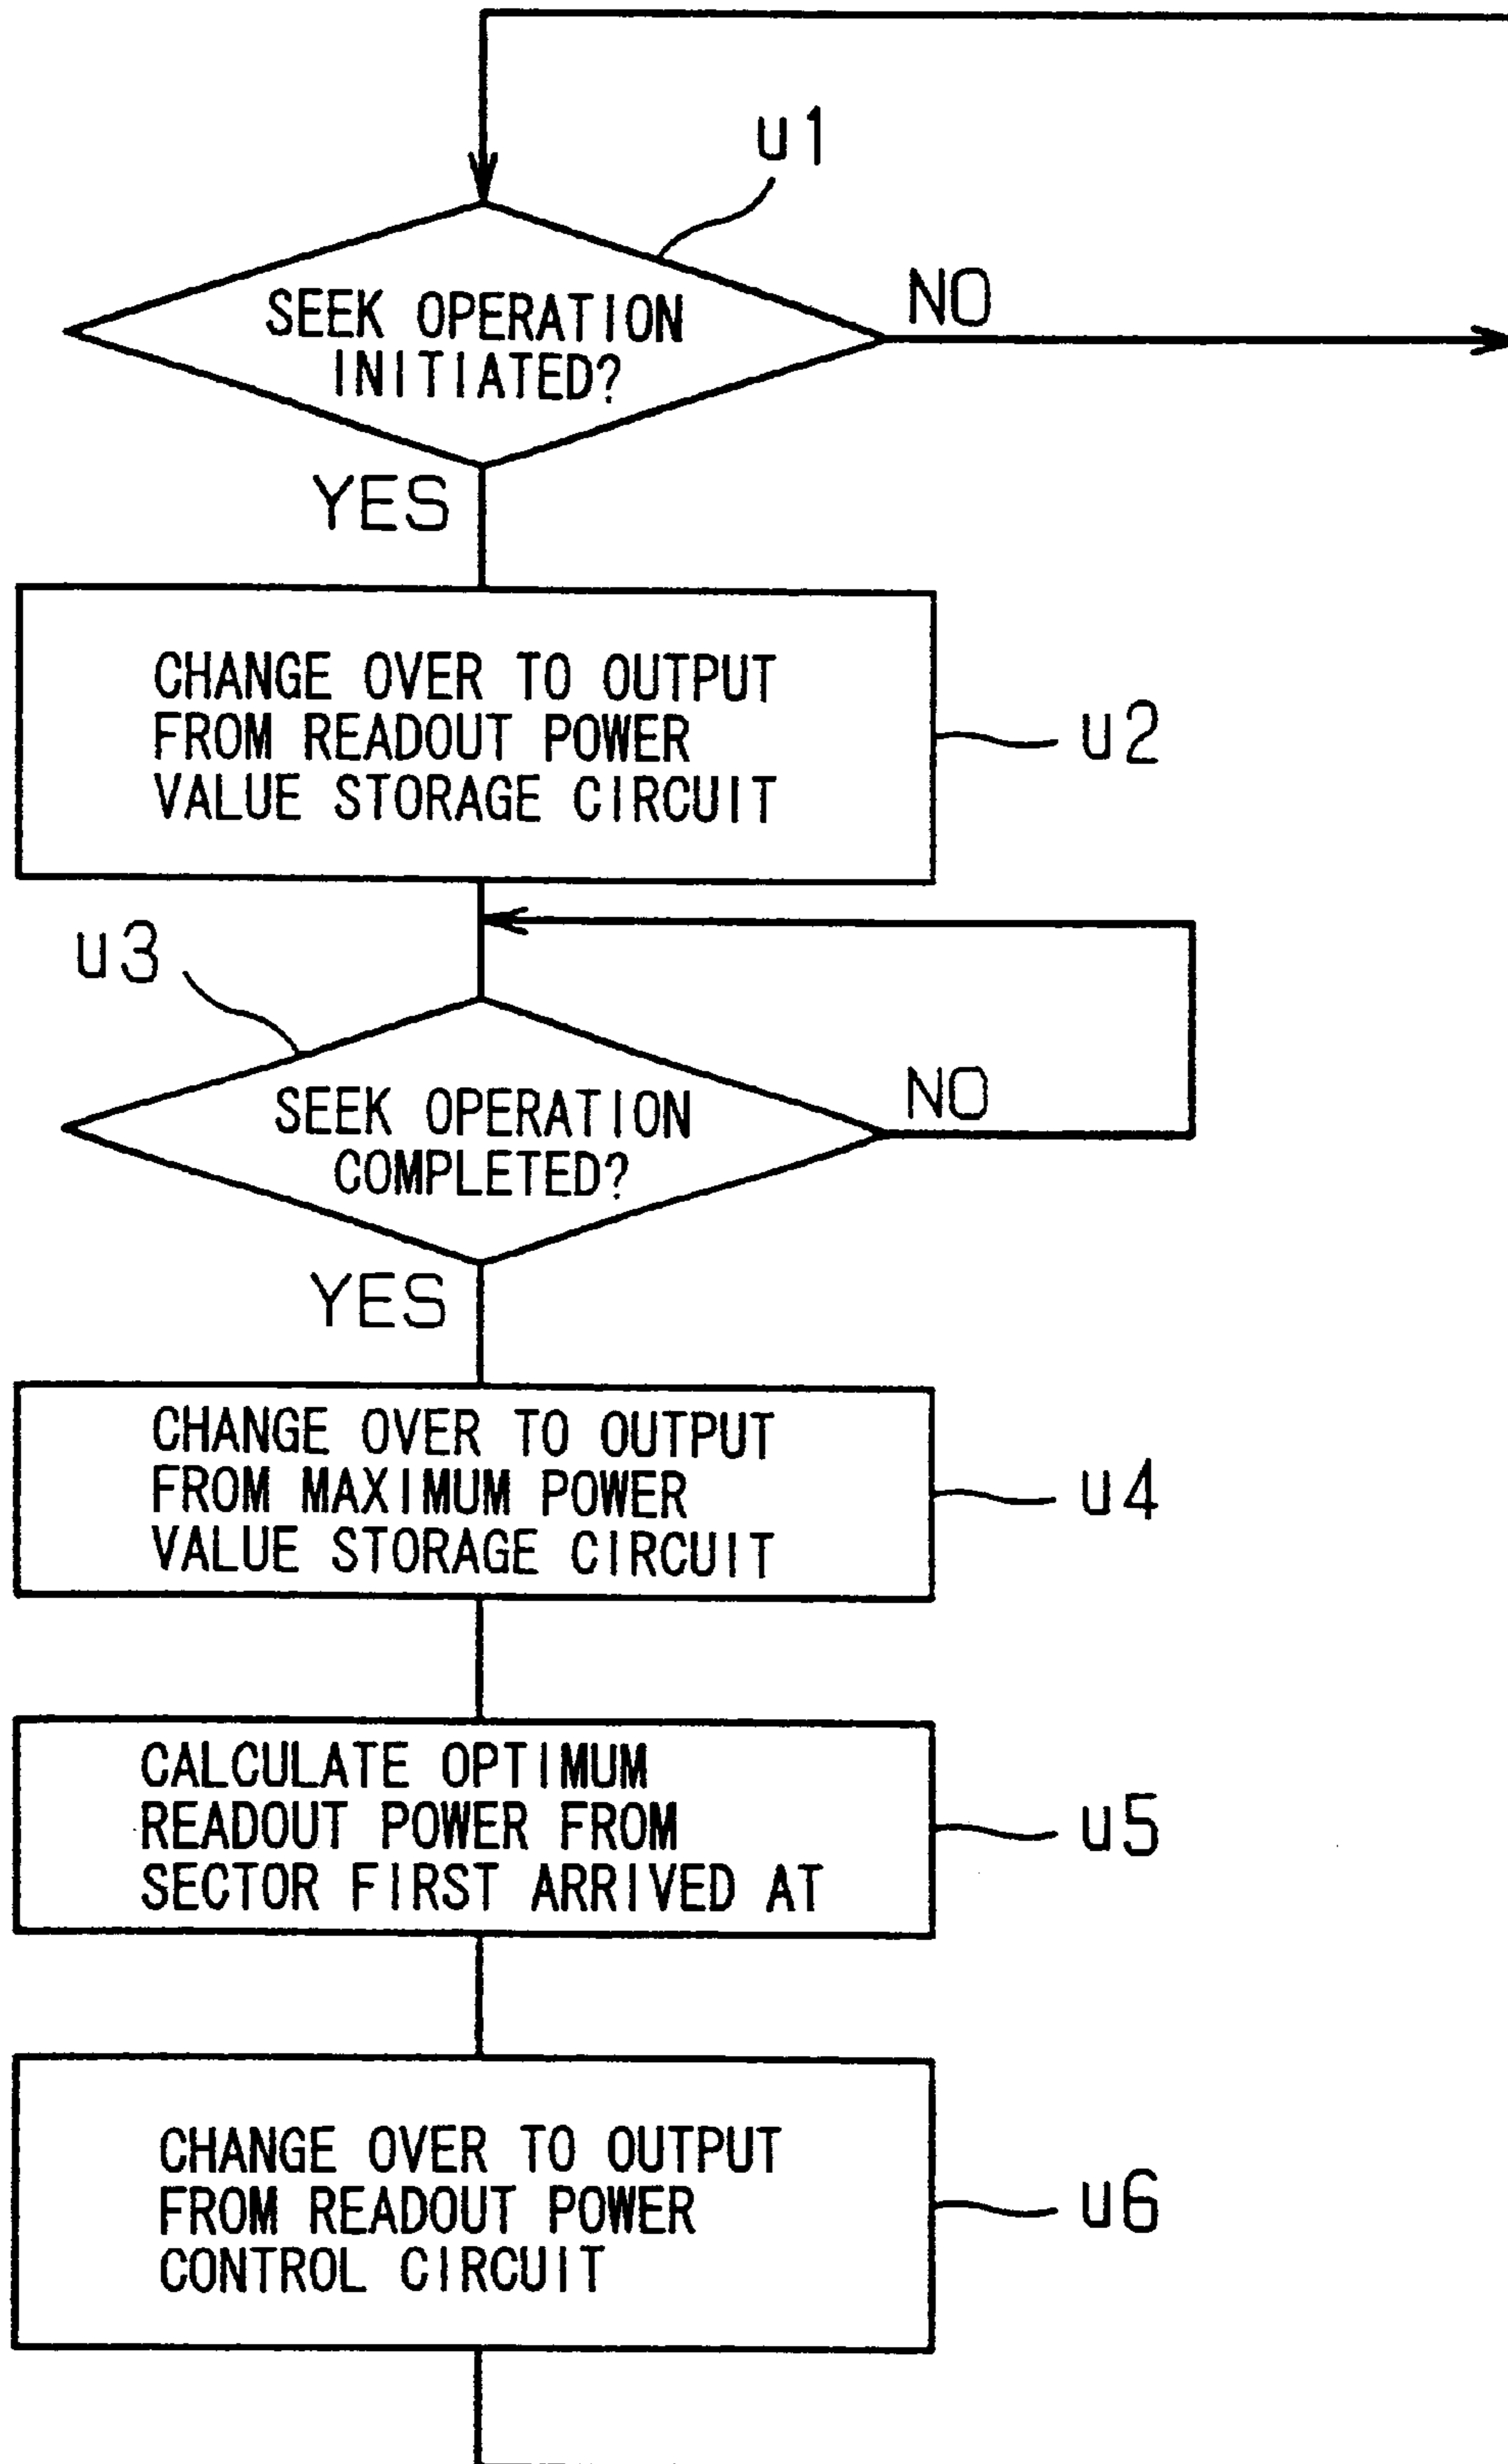 u1
SEEK OPERATION
INITIATED?
NO
YES
CHANGE OVER TO OUTPUT
FROM READOUT POWER
VALUE STORAGE CIRCUIT
u2
u3
SEEK OPERATION
COMPLETED?
NO
YES
CHANGE OVER TO OUTPUT
FROM MAXIMUM POWER
VALUE STORAGE CIRCUIT
u4
CALCULATE OPTIMUM
READOUT POWER FROM
SECTOR FIRST ARRIVED AT
u5
CHANGE OVER TO OUTPUT
FROM READOUT POWER
CONTROL CIRCUIT
u6